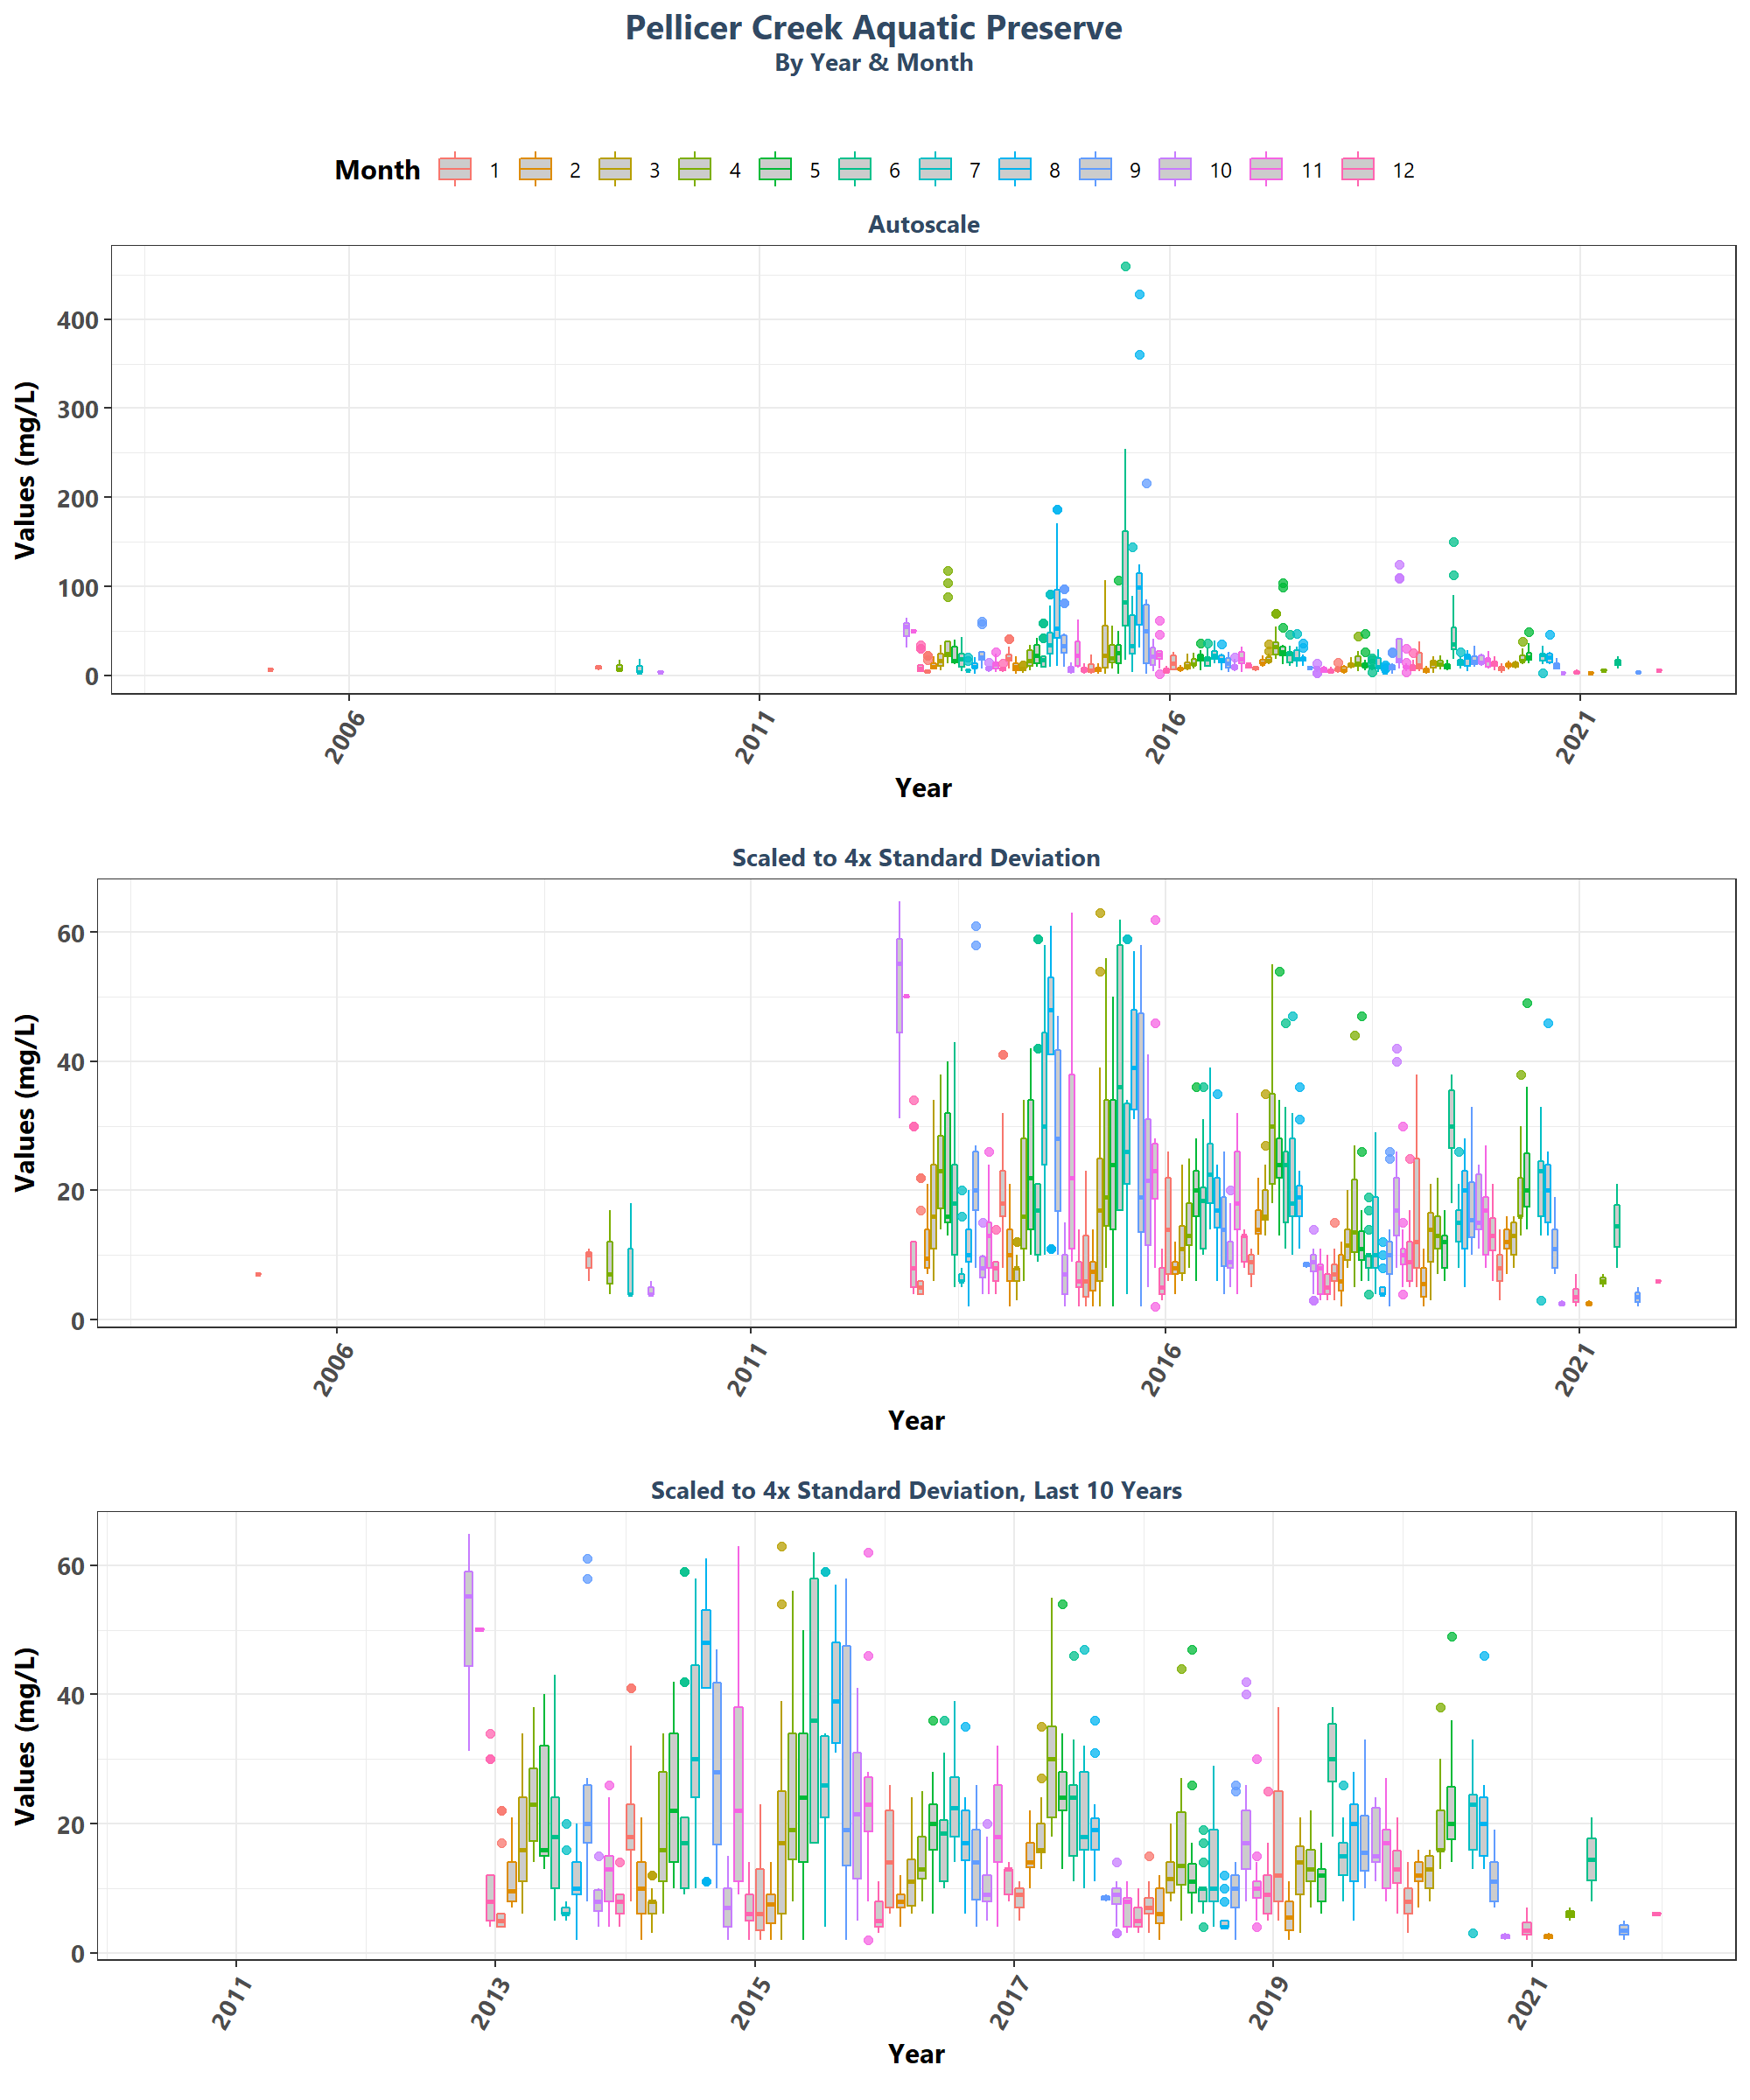 Pellicer Creek Aquatic Preserve
By Year & Month
Month 1 2 3 4 5 6 7 8 9 10 11 12
Autoscale
Values (mg/L)
400
300
200
100
0
2006 2011 2016 2021
Year
Scaled to 4x Standard Deviation
Values (mg/L)
60
40
20
0
2006 2011 2016 2021
Year
Scaled to 4x Standard Deviation, Last 10 Years
Values (mg/L)
60
40
20
0
2011 2013 2015 2017 2019 2021
Year